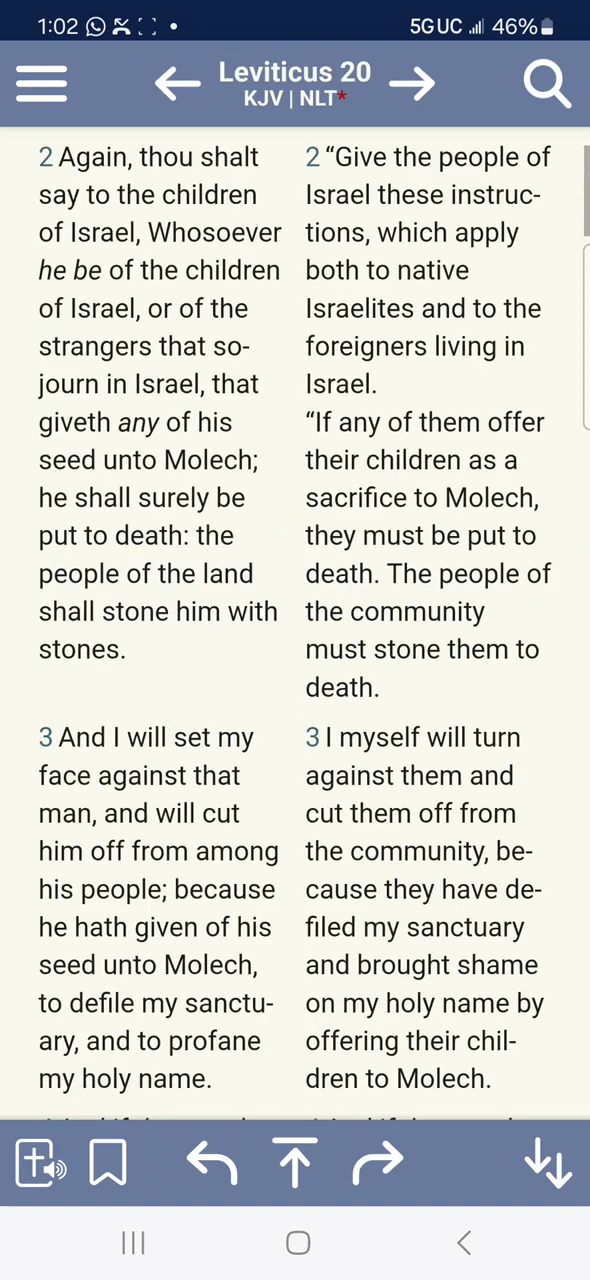 1:02
5G UC 46%
Leviticus 20
KJV | NLT*
2 Again, thou shalt
say to the children
of Israel, Whosoever
he be of the children
of Israel, or of the
strangers that so-
journ in Israel, that
giveth any of his
seed unto Molech;
he shall surely be
put to death: the
people of the land
shall stone him with
stones.
2 “Give the people of
Israel these instruc-
tions, which apply
both to native
Israelites and to the
foreigners living in
Israel.
“If any of them offer
their children as a
sacrifice to Molech,
they must be put to
death. The people of
the community
must stone them to
death.
3 And I will set my
face against that
man, and will cut
him off from among
his people; because
he hath given of his
seed unto Molech,
to defile my sanctu-
ary, and to profane
my holy name.
3 I myself will turn
against them and
cut them off from
the community, be-
cause they have de-
filed my sanctuary
and brought shame
on my holy name by
offering their chil-
dren to Molech.